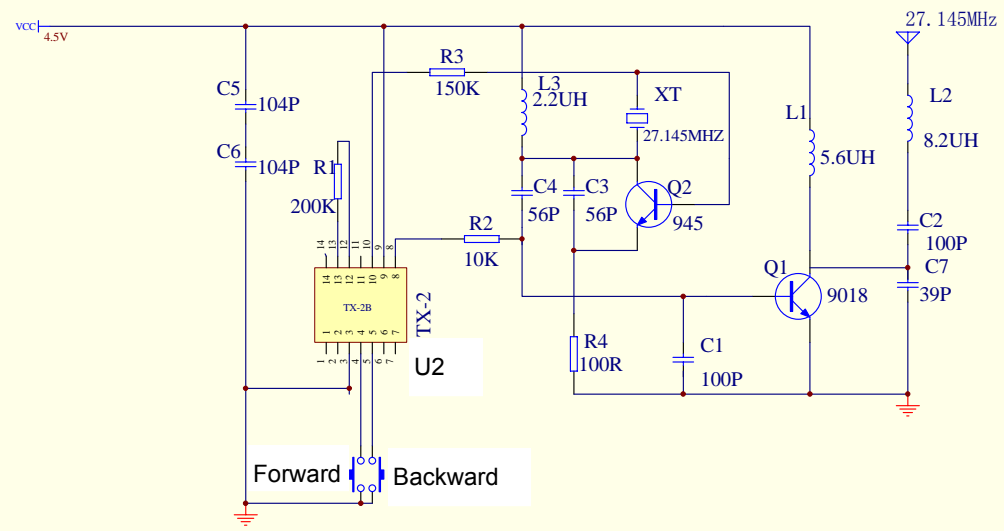 VCC
4.5V
27.145MHz
C5
104P
C6
104P
R1
200K
R3
150K
L3
2.2UH
XT
27.145MHZ
L1
5.6UH
L2
8.2UH
C4
56P
C3
56P
Q2
945
R2
10K
C2
100P
C7
39P
Q1
9018
14 13 12 11 10 9 8
14 13 12 11 10 9 8
TX-2B
TX-2
1 2 3 4 5 6 7
1 2 3 4 5 6 7
U2
R4
100R
C1
100P
Forward
Backward